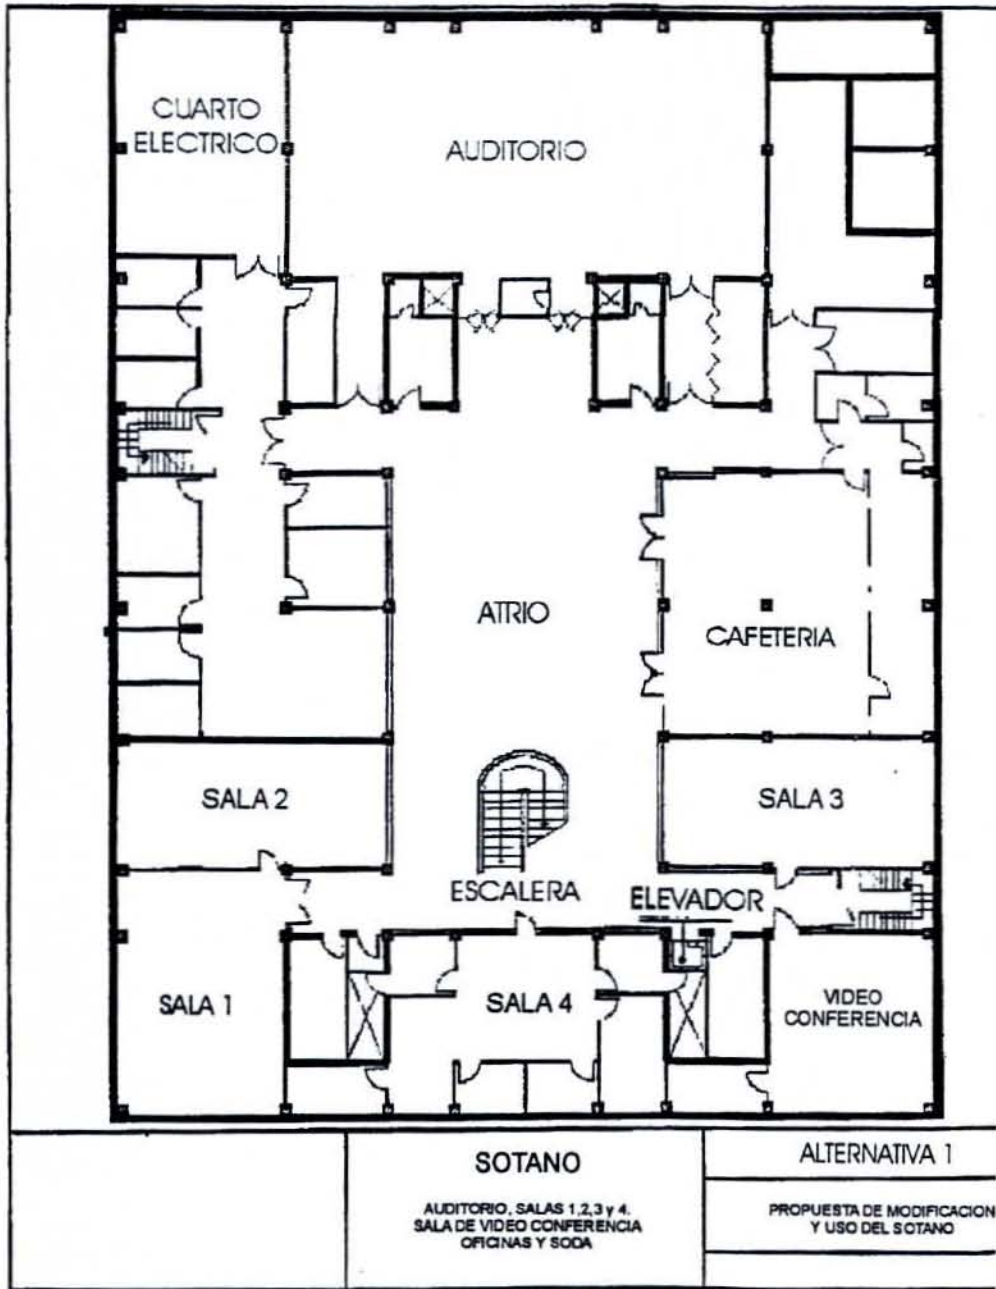 CUARTO
ELECTRICO
AUDITORIO
ATRIO
CAFETERIA
SALA 2
SALA 3
ESCALERA
ELEVADOR
SALA 1
SALA 4
VIDEO
CONFERENCIA
SOTANO
AUDITORIO, SALAS 1,2,3 y 4.
SALA DE VIDEO CONFERENCIA
OFICINAS Y SODA
ALTERNATIVA 1
PROPUESTA DE MODIFICACION
Y USO DEL SOTANO